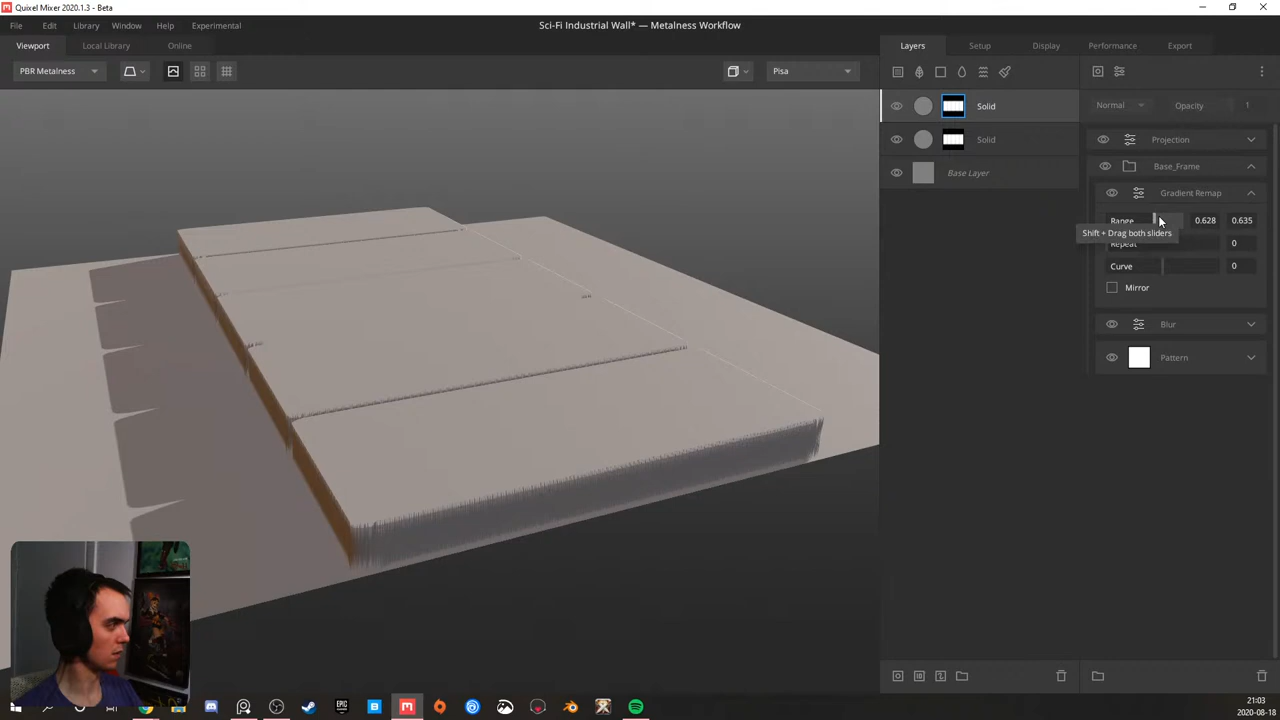 Quixel Mixer 2020.1.3 - Beta
File Edit Library Window Help Experimental
Sci-Fi Industrial Wall* — Metalness Workflow
Viewport Local Library Online
Layers Setup Display Performance Export
PBR Metalness
Pisa
Normal Opacity 1
Solid
Solid
Base Layer
Projection
Base_Frame
Gradient Remap
Range 0.628 0.635
Shift + Drag both sliders
Repeat 0
Curve 0
Mirror
Blur
Pattern
EPIC
B
M
21:03
2020-08-18